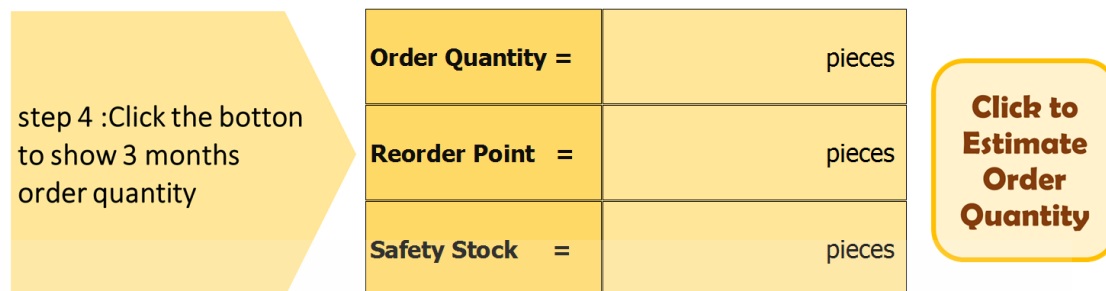 step 4 :Click the botton
to show 3 months
order quantity
Order Quantity = pieces
Reorder Point = pieces
Safety Stock = pieces
Click to
Estimate
Order
Quantity